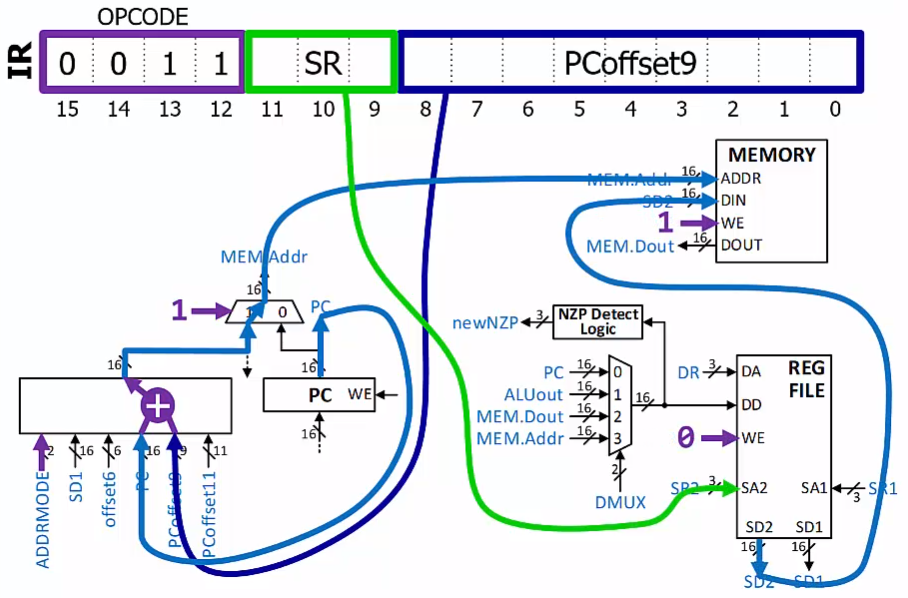 OPCODE
IR
0 0 1 1 SR PCoffset9
15 14 13 12 11 10 9 8 7 6 5 4 3 2 1 0
MEMORY
MEM.Addr 16 ADDR
SD2 16 DIN
1 WE
MEM.Dout 16 DOUT
MEM.Addr
16
1 1 0 PC
newNZP 3 NZP Detect
Logic
16 16
PC WE
16
+
PC 16 0
ALUout 16 1
MEM.Dout 16 2
MEM.Addr 16 3
16
2
DMUX
REG
FILE
DR 3 DA
DD
0 WE
SR2 3 SA2 SA1 3 SR1
SD2 SD1
16 16
SD2 SD1
2 16 6 16 9 11
ADDRMODE
SD1
offset6
PC
PCoffset9
PCoffset11